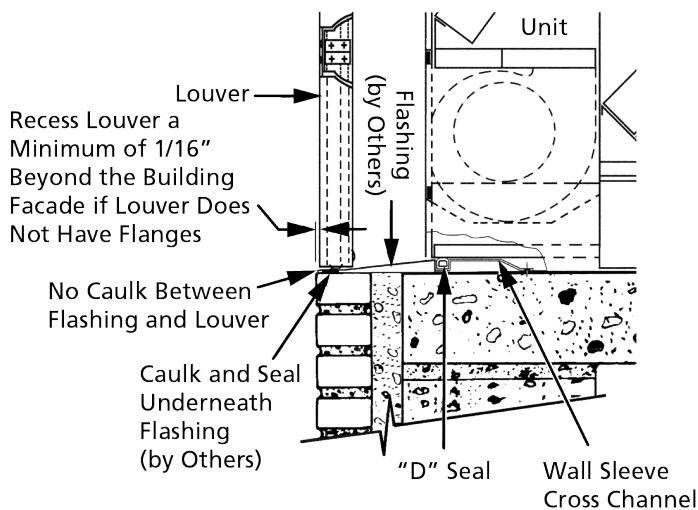 Unit
Louver
Flashing
(by Others)
Recess Louver a
Minimum of 1/16”
Beyond the Building
Facade if Louver Does
Not Have Flanges
No Caulk Between
Flashing and Louver
Caulk and Seal
Underneath
Flashing
(by Others)
“D” Seal
Wall Sleeve
Cross Channel